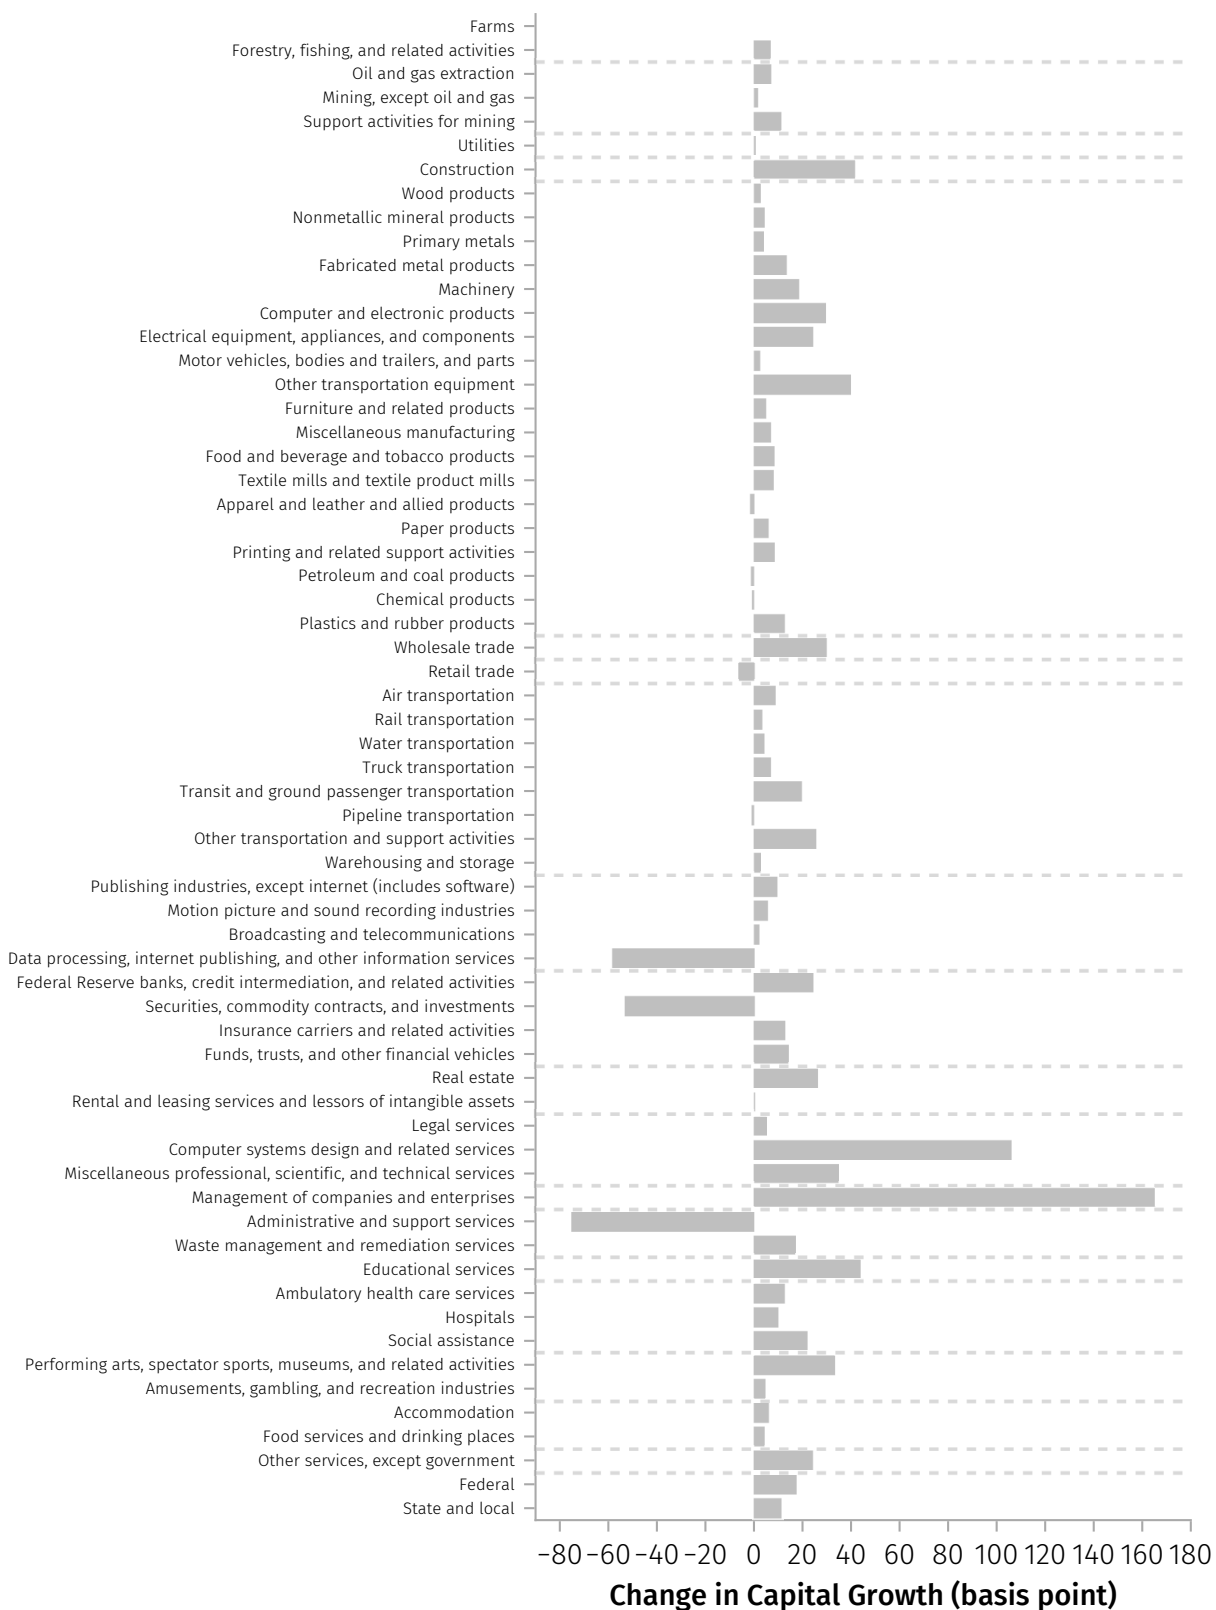 Farms
Forestry, fishing, and related activities
Oil and gas extraction
Mining, except oil and gas
Support activities for mining
Utilities
Construction
Wood products
Nonmetallic mineral products
Primary metals
Fabricated metal products
Machinery
Computer and electronic products
Electrical equipment, appliances, and components
Motor vehicles, bodies and trailers, and parts
Other transportation equipment
Furniture and related products
Miscellaneous manufacturing
Food and beverage and tobacco products
Textile mills and textile product mills
Apparel and leather and allied products
Paper products
Printing and related support activities
Petroleum and coal products
Chemical products
Plastics and rubber products
Wholesale trade
Retail trade
Air transportation
Rail transportation
Water transportation
Truck transportation
Transit and ground passenger transportation
Pipeline transportation
Other transportation and support activities
Warehousing and storage
Publishing industries, except internet (includes software)
Motion picture and sound recording industries
Broadcasting and telecommunications
Data processing, internet publishing, and other information services
Federal Reserve banks, credit intermediation, and related activities
Securities, commodity contracts, and investments
Insurance carriers and related activities
Funds, trusts, and other financial vehicles
Real estate
Rental and leasing services and lessors of intangible assets
Legal services
Computer systems design and related services
Miscellaneous professional, scientific, and technical services
Management of companies and enterprises
Administrative and support services
Waste management and remediation services
Educational services
Ambulatory health care services
Hospitals
Social assistance
Performing arts, spectator sports, museums, and related activities
Amusements, gambling, and recreation industries
Accommodation
Food services and drinking places
Other services, except government
Federal
State and local
−80 −60 −40 −20 0 20 40 60 80 100 120 140 160 180
Change in Capital Growth (basis point)